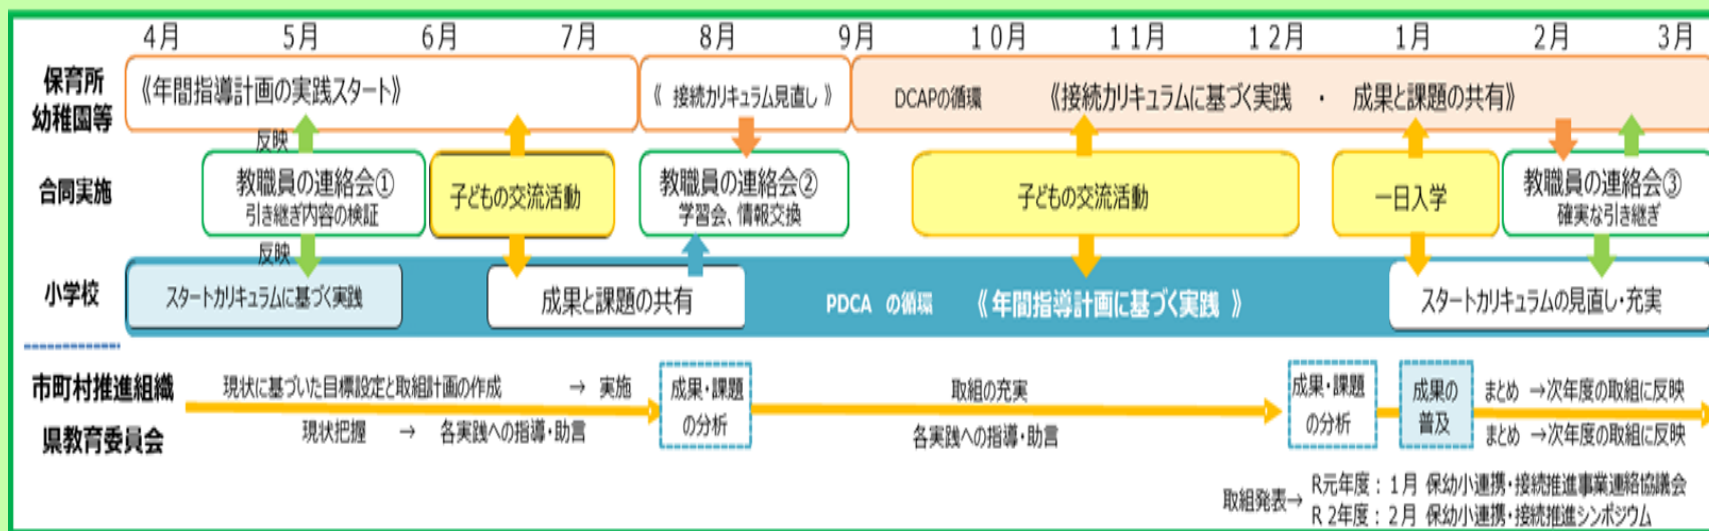 4月 5月 6月 7月 8月 9月 10月 11月 12月 1月 2月 3月
保育所
幼稚園等
《年間指導計画の実践スタート》
《 接続カリキュラム見直し 》
DCAPの循環
《接続カリキュラムに基づく実践 ・ 成果と課題の共有》
反映
合同実施
教職員の連絡会①
引き継ぎ内容の検証
子どもの交流活動
教職員の連絡会②
学習会、情報交換
子どもの交流活動
一日入学
教職員の連絡会③
確実な引き継ぎ
反映
小学校
スタートカリキュラムに基づく実践
成果と課題の共有
PDCA の循環
《 年間指導計画に基づく実践 》
スタートカリキュラムの見直し・充実
市町村推進組織
現状に基づいた目標設定と取組計画の作成 → 実施
成果・課題
の分析
取組の充実
成果・課題
の分析
成果の
普及
まとめ →次年度の取組に反映
県教育委員会
現状把握 → 各実践への指導・助言
各実践への指導・助言
まとめ →次年度の取組に反映
取組発表→
R元年度：1月 保幼小連携・接続推進事業連絡協議会
R 2年度：2月 保幼小連携・接続推進シンポジウム